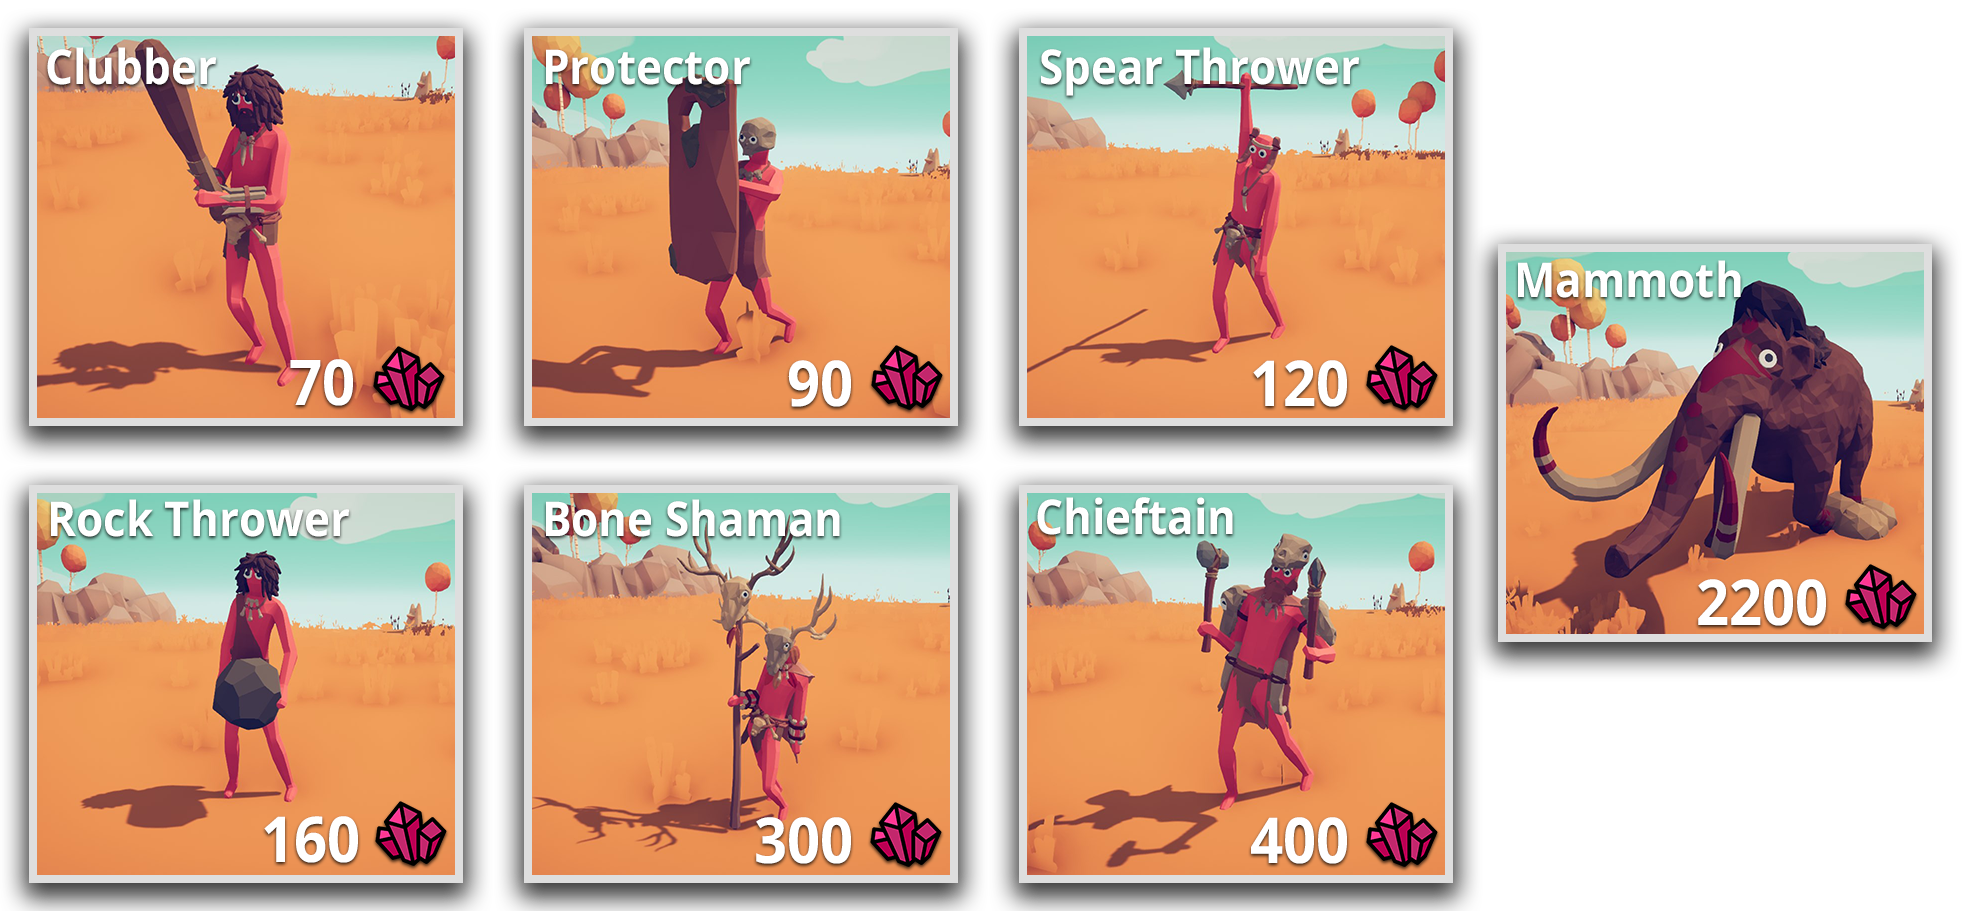 Clubber
70
Protector
90
Spear Thrower
120
Mammoth
2200
Rock Thrower
160
Bone Shaman
300
Chieftain
400